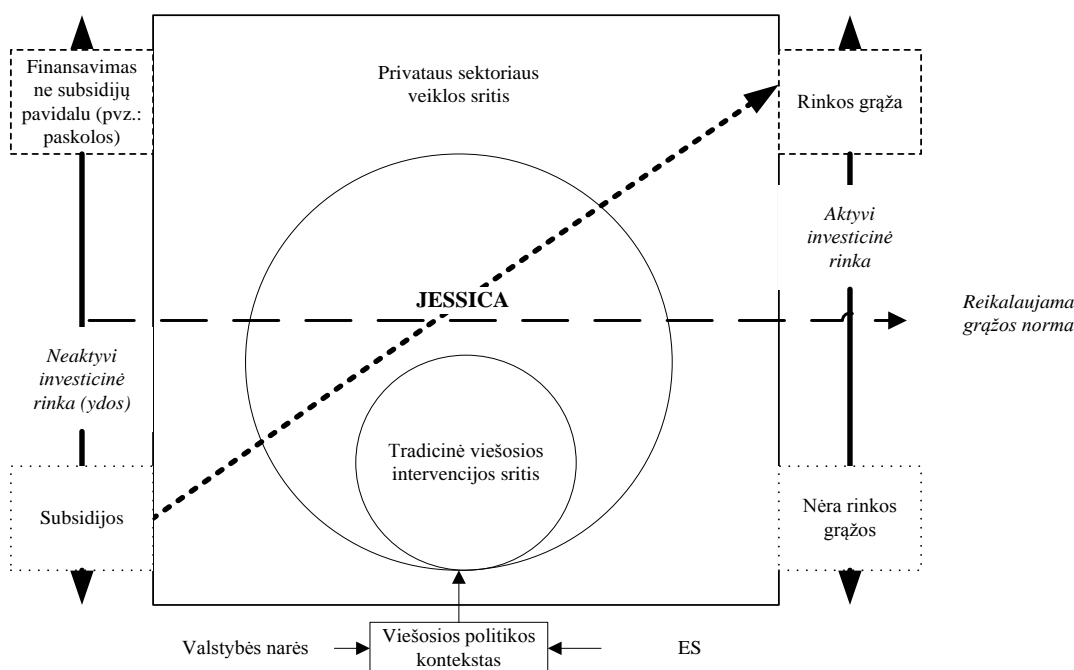 Finansavimas
ne subsidijų
pavidalu (pvz.:
paskolos)
Privataus sektoriaus
veiklos sritis
Rinkos grąža
Aktyvi
investicinė
rinka
JESSICA
Reikalaujama
grąžos norma
Neaktyvi
investicinė
rinka (ydos)
Tradicinė viešosios
intervencijos sritis
Subsidijos
Nėra rinkos
grąžos
Valstybės narės
Viešosios politikos
kontekstas
ES